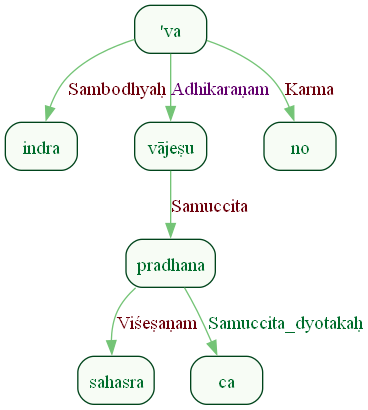 'va
Sambodhyaḥ Adhikaraṇam Karma
indra vājeṣu no
Samuccita
pradhana
Viśeṣaṇam Samuccita_dyotakaḥ
sahasra ca